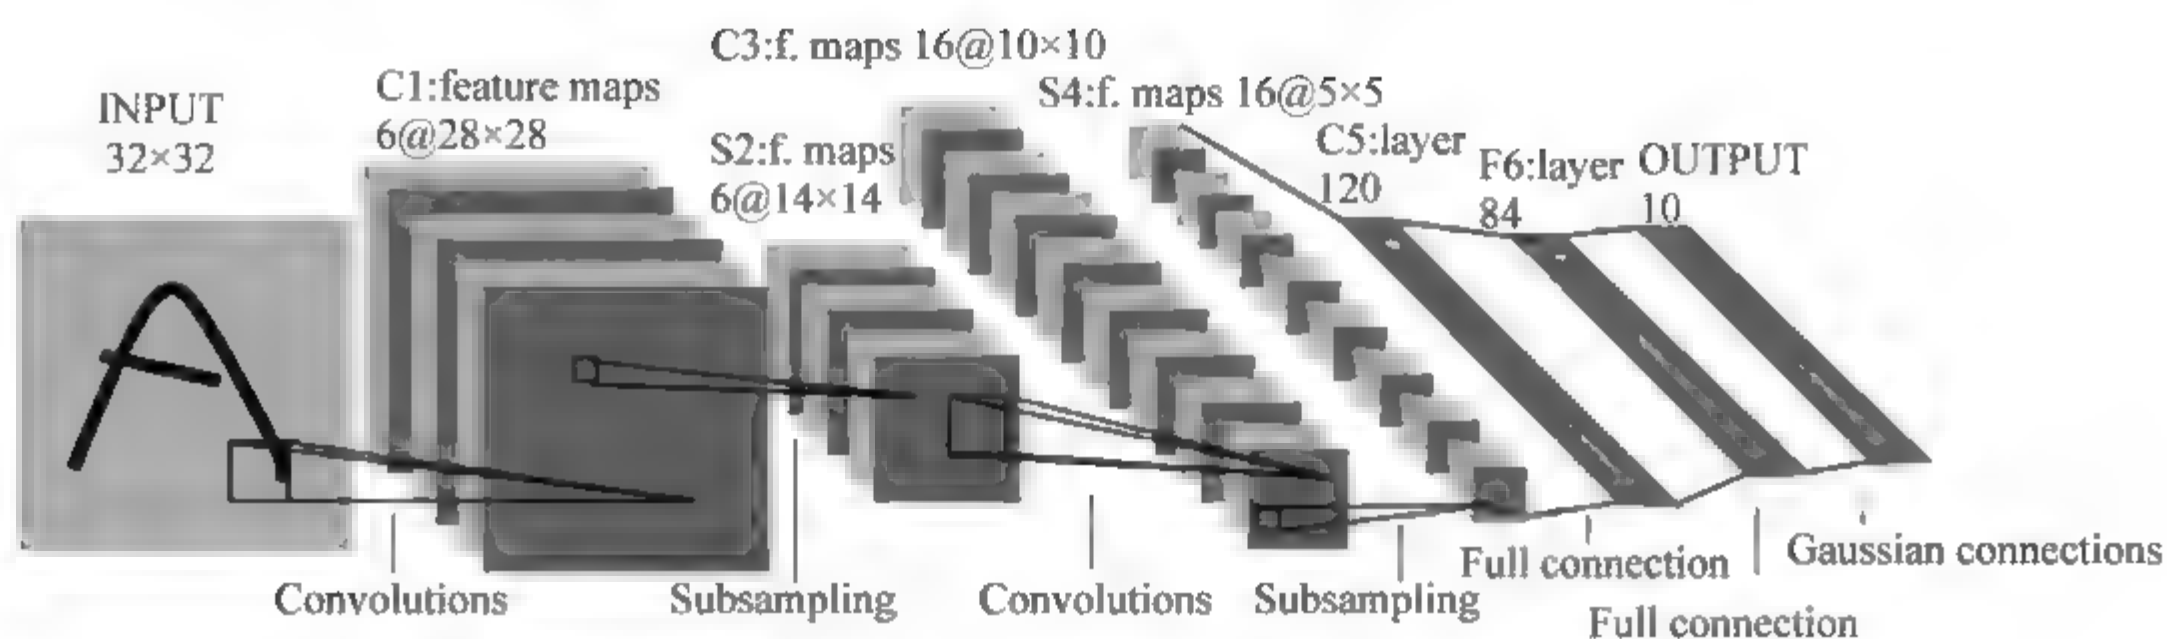 INPUT
32×32
C1:feature maps
6@28×28
S2:f. maps
6@14×14
C3:f. maps 16@10×10
S4:f. maps 16@5×5
C5:layer
120
F6:layer
84
OUTPUT
10
Convolutions
Subsampling
Convolutions
Subsampling
Full connection
Full connection
Gaussian connections